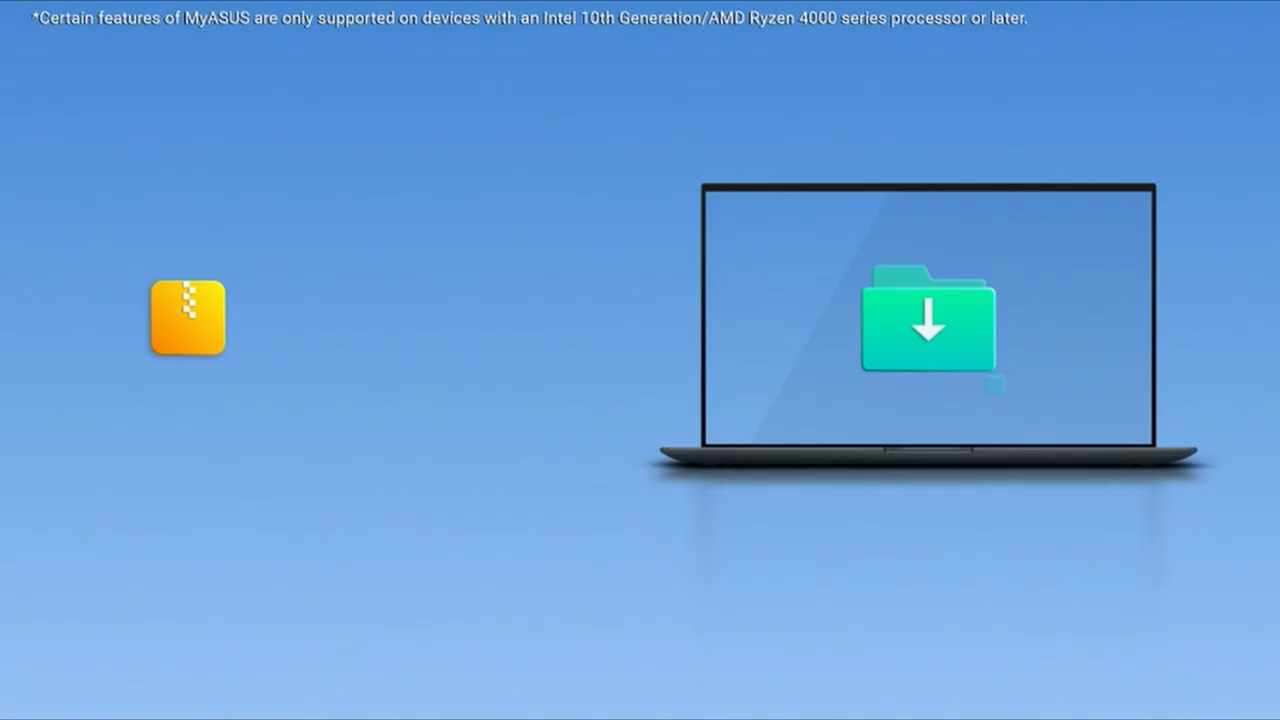 *Certain features of MyASUS are only supported on devices with an Intel 10th Generation/AMD Ryzen 4000 series processor or later.